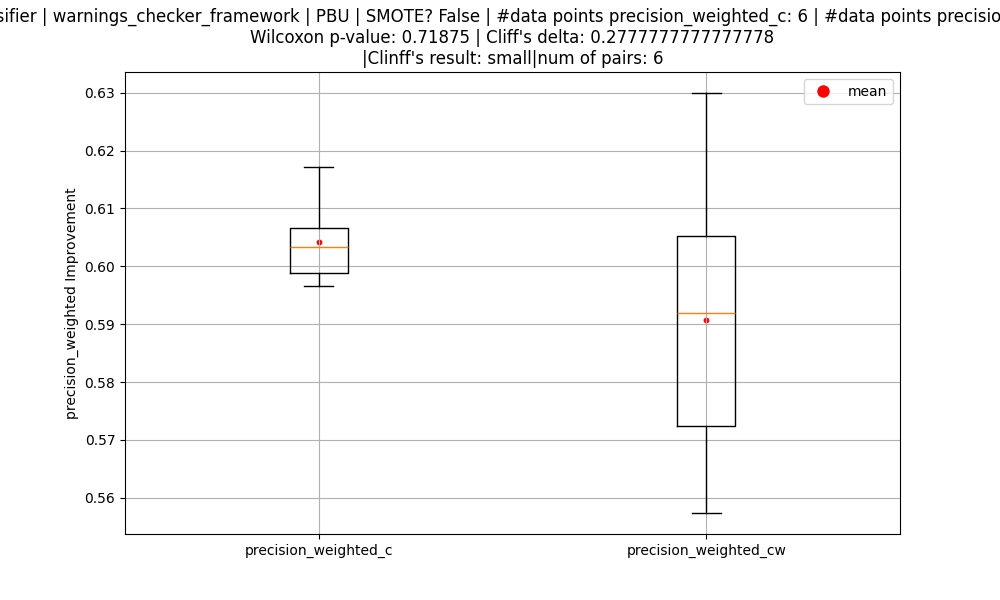 sifier | warnings_checker_framework | PBU | SMOTE? False | #data points precision_weighted_c: 6 | #data points precisio
Wilcoxon p-value: 0.71875 | Cliff's delta: 0.2777777777777778
|Clinff's result: small|num of pairs: 6
mean
0.63
0.62
0.61
0.60
0.59
0.58
0.57
0.56
precision_weighted Improvement
precision_weighted_c
precision_weighted_cw